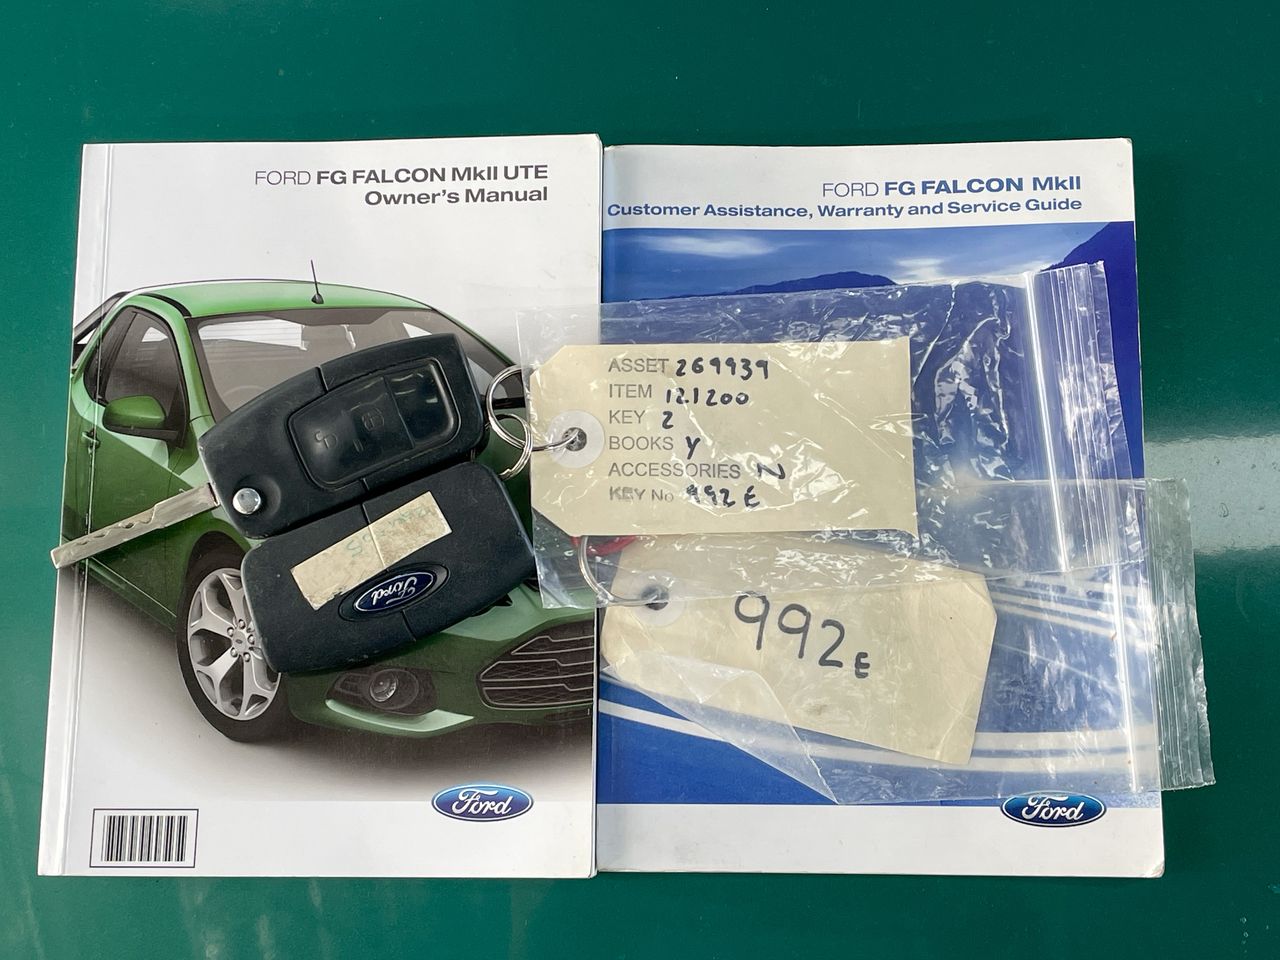 FORD FG FALCON MkII UTE
Owner's Manual
FORD FG FALCON MkII
Customer Assistance, Warranty and Service Guide
ASSET 269939
ITEM 121200
KEY 2
BOOKS Y
ACCESSORIES N
KEY No 992E
Ford
992E
Ford
Ford